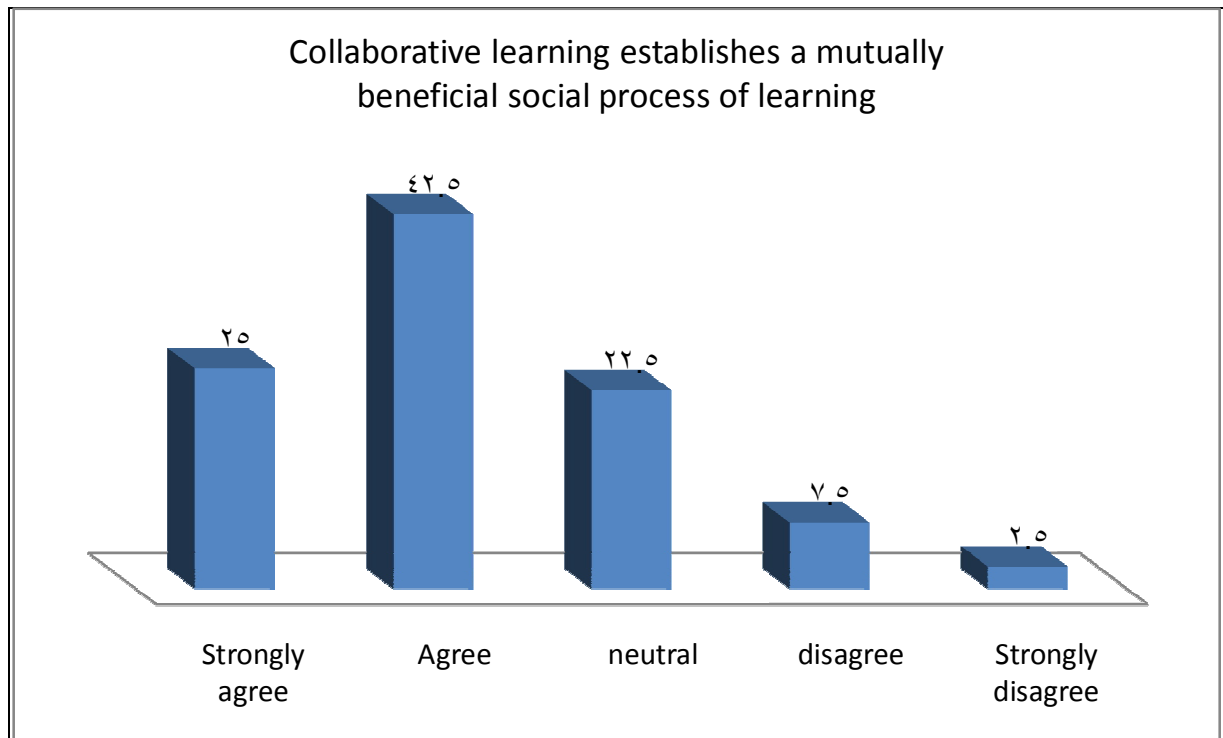 Collaborative learning establishes a mutually
beneficial social process of learning
٤٢.٥
٢٥
٢٢.٥
٧.٥
٢.٥
Strongly agree
Agree
neutral
disagree
Strongly disagree